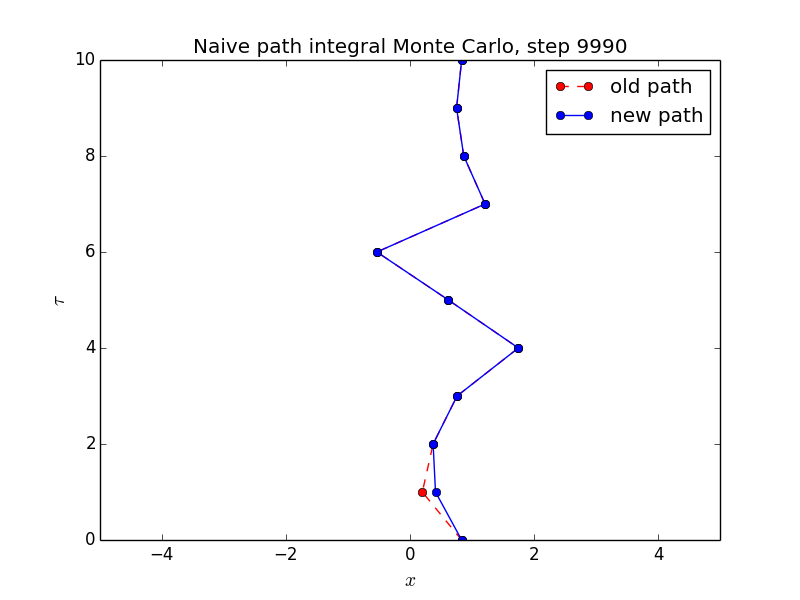 Naive path integral Monte Carlo, step 9990
old path
new path
10
8
6
τ
4
2
0
−4 −2 0 2 4
x